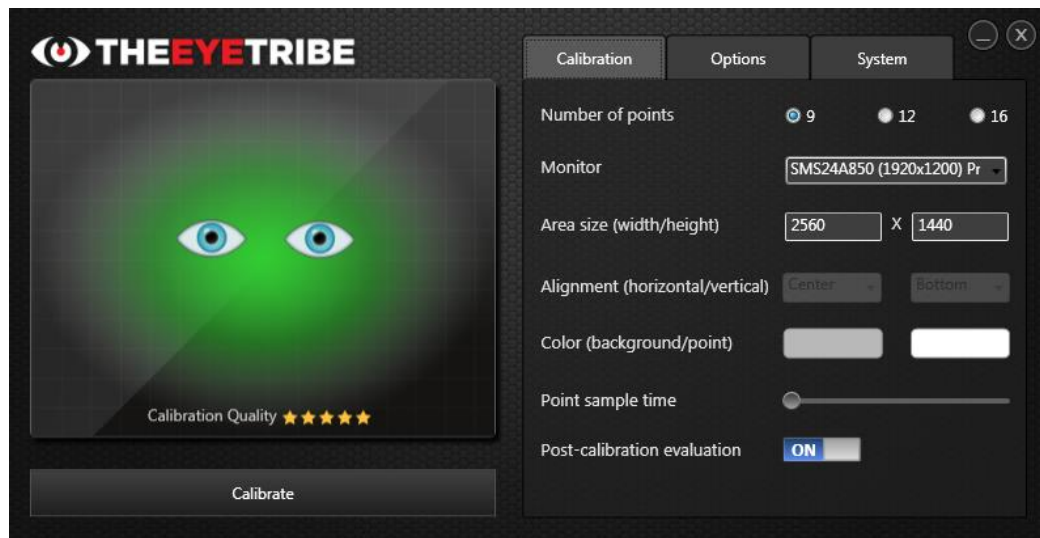 THEEYETRIBE
Calibration Options System
Number of points 9 12 16
Monitor SMS24A850 (1920x1200) Pr
Area size (width/height) 2560 X 1440
Alignment (horizontal/vertical) Center Bottom
Color (background/point)
Point sample time
Calibration Quality
Post-calibration evaluation ON
Calibrate